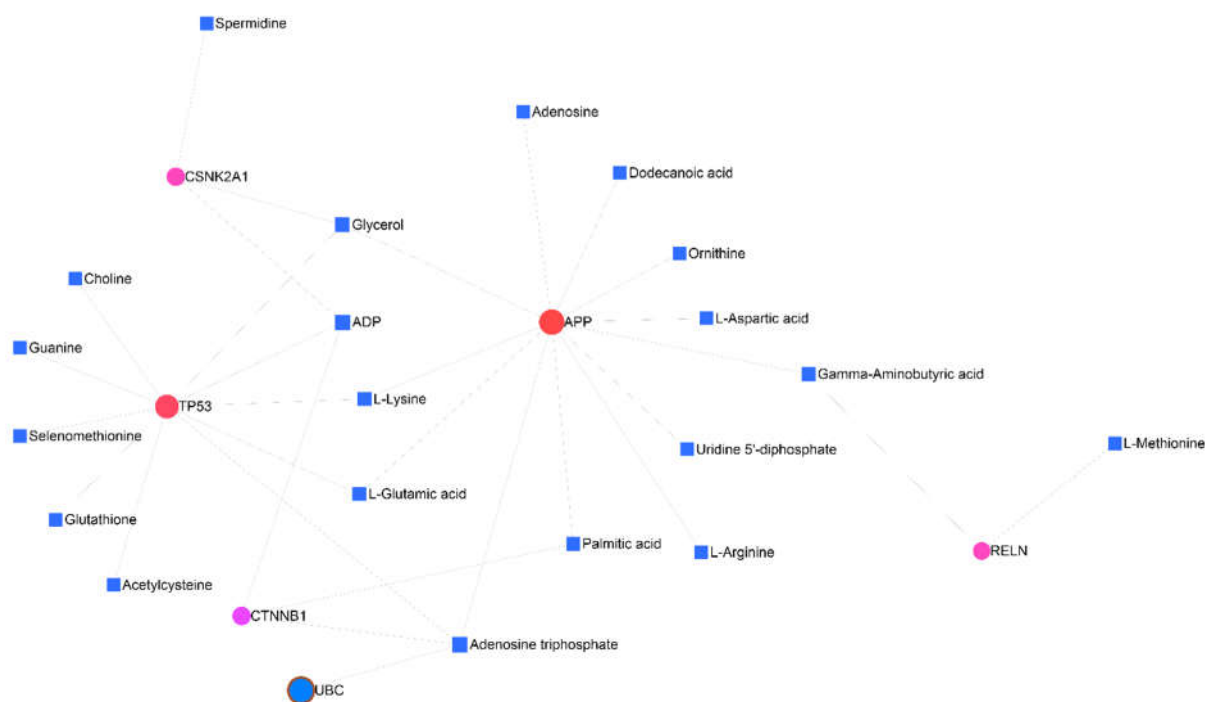 Spermidine
Adenosine
Dodecanoic acid
CSNK2A1
Glycerol
Ornithine
Choline
L-Aspartic acid
ADP
APP
Guanine
Gamma-Aminobutyric acid
L-Lysine
TP53
Selenomethionine
L-Methionine
Uridine 5'-diphosphate
L-Glutamic acid
Glutathione
Palmitic acid
L-Arginine
RELN
Acetylcysteine
CTNNB1
Adenosine triphosphate
UBC